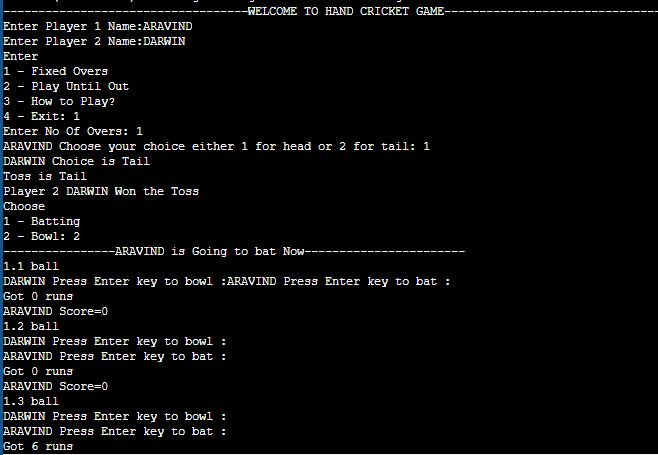 -----------------------------------WELCOME TO HAND CRICKET GAME-------------------------------
Enter Player 1 Name:ARAVIND
Enter Player 2 Name:DARWIN
Enter
1 - Fixed Overs
2 - Play Until Out
3 - How to Play?
4 - Exit: 1
Enter No Of Overs: 1
ARAVIND Choose your choice either 1 for head or 2 for tail: 1
DARWIN Choice is Tail
Toss is Tail
Player 2 DARWIN Won the Toss
Choose
1 - Batting
2 - Bowl: 2
----------------ARAVIND is Going to bat Now-----------------------
1.1 ball
DARWIN Press Enter key to bowl :ARAVIND Press Enter key to bat :
Got 0 runs
ARAVIND Score=0
1.2 ball
DARWIN Press Enter key to bowl :
ARAVIND Press Enter key to bat :
Got 0 runs
ARAVIND Score=0
1.3 ball
DARWIN Press Enter key to bowl :
ARAVIND Press Enter key to bat :
Got 6 runs